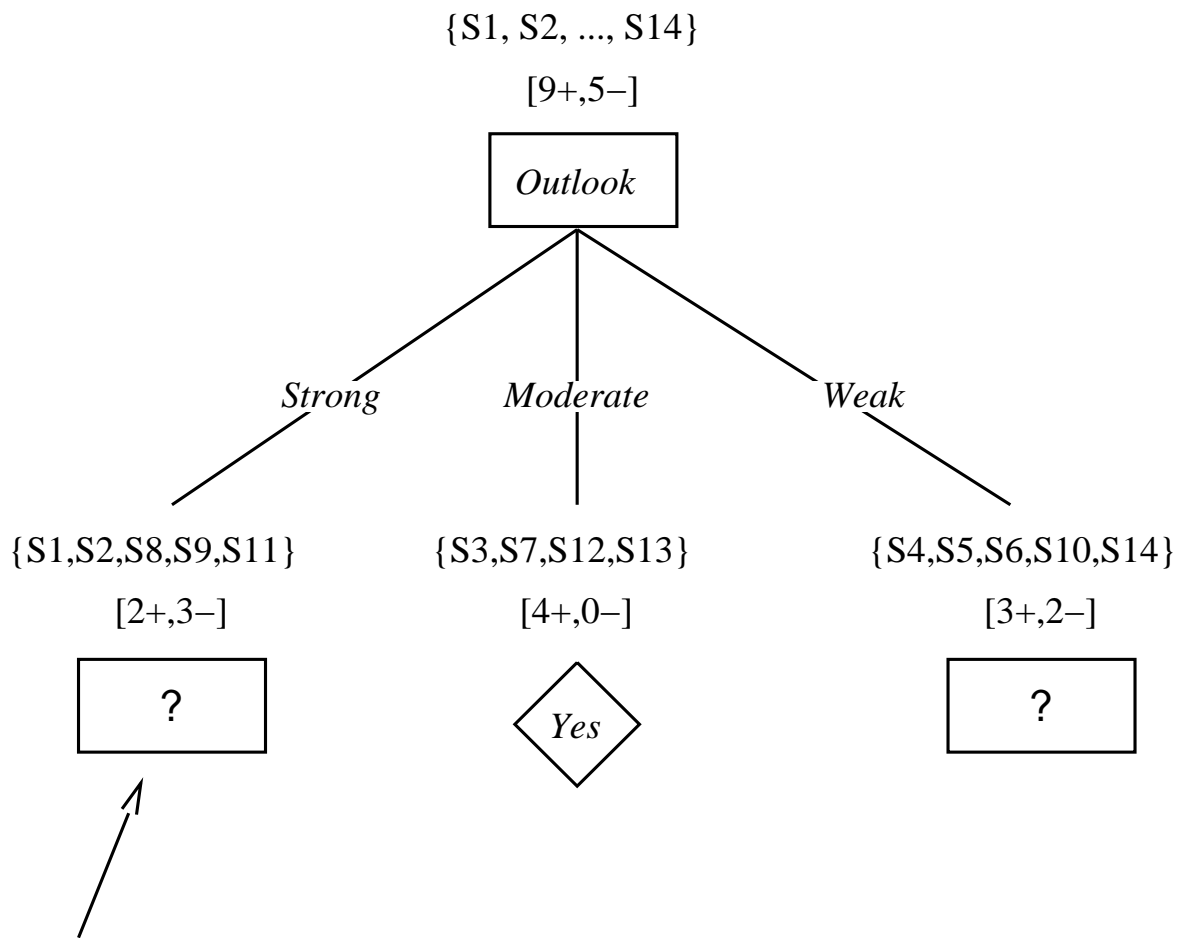 {S1, S2, ..., S14}
[9+,5−]
Outlook
Strong Moderate Weak
{S1,S2,S8,S9,S11} {S3,S7,S12,S13} {S4,S5,S6,S10,S14}
[2+,3−] [4+,0−] [3+,2−]
? Yes ?